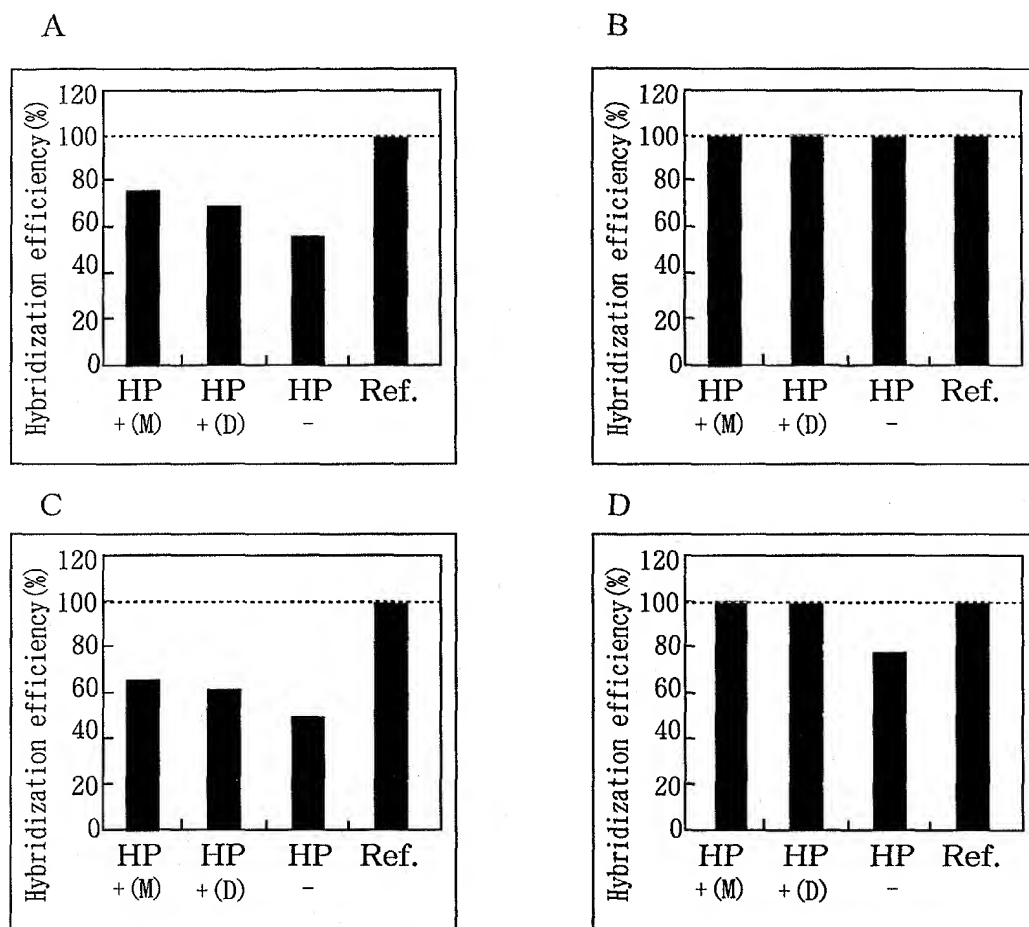 A
Hybridization efficiency(%)
120
100
80
60
40
20
0
HP HP HP Ref.
+(M) +(D) -
B
Hybridization efficiency(%)
120
100
80
60
40
20
0
HP HP HP Ref.
+(M) +(D) -
C
Hybridization efficiency(%)
120
100
80
60
40
20
0
HP HP HP Ref.
+(M) +(D) -
D
Hybridization efficiency(%)
120
100
80
60
40
20
0
HP HP HP Ref.
+(M) +(D) -